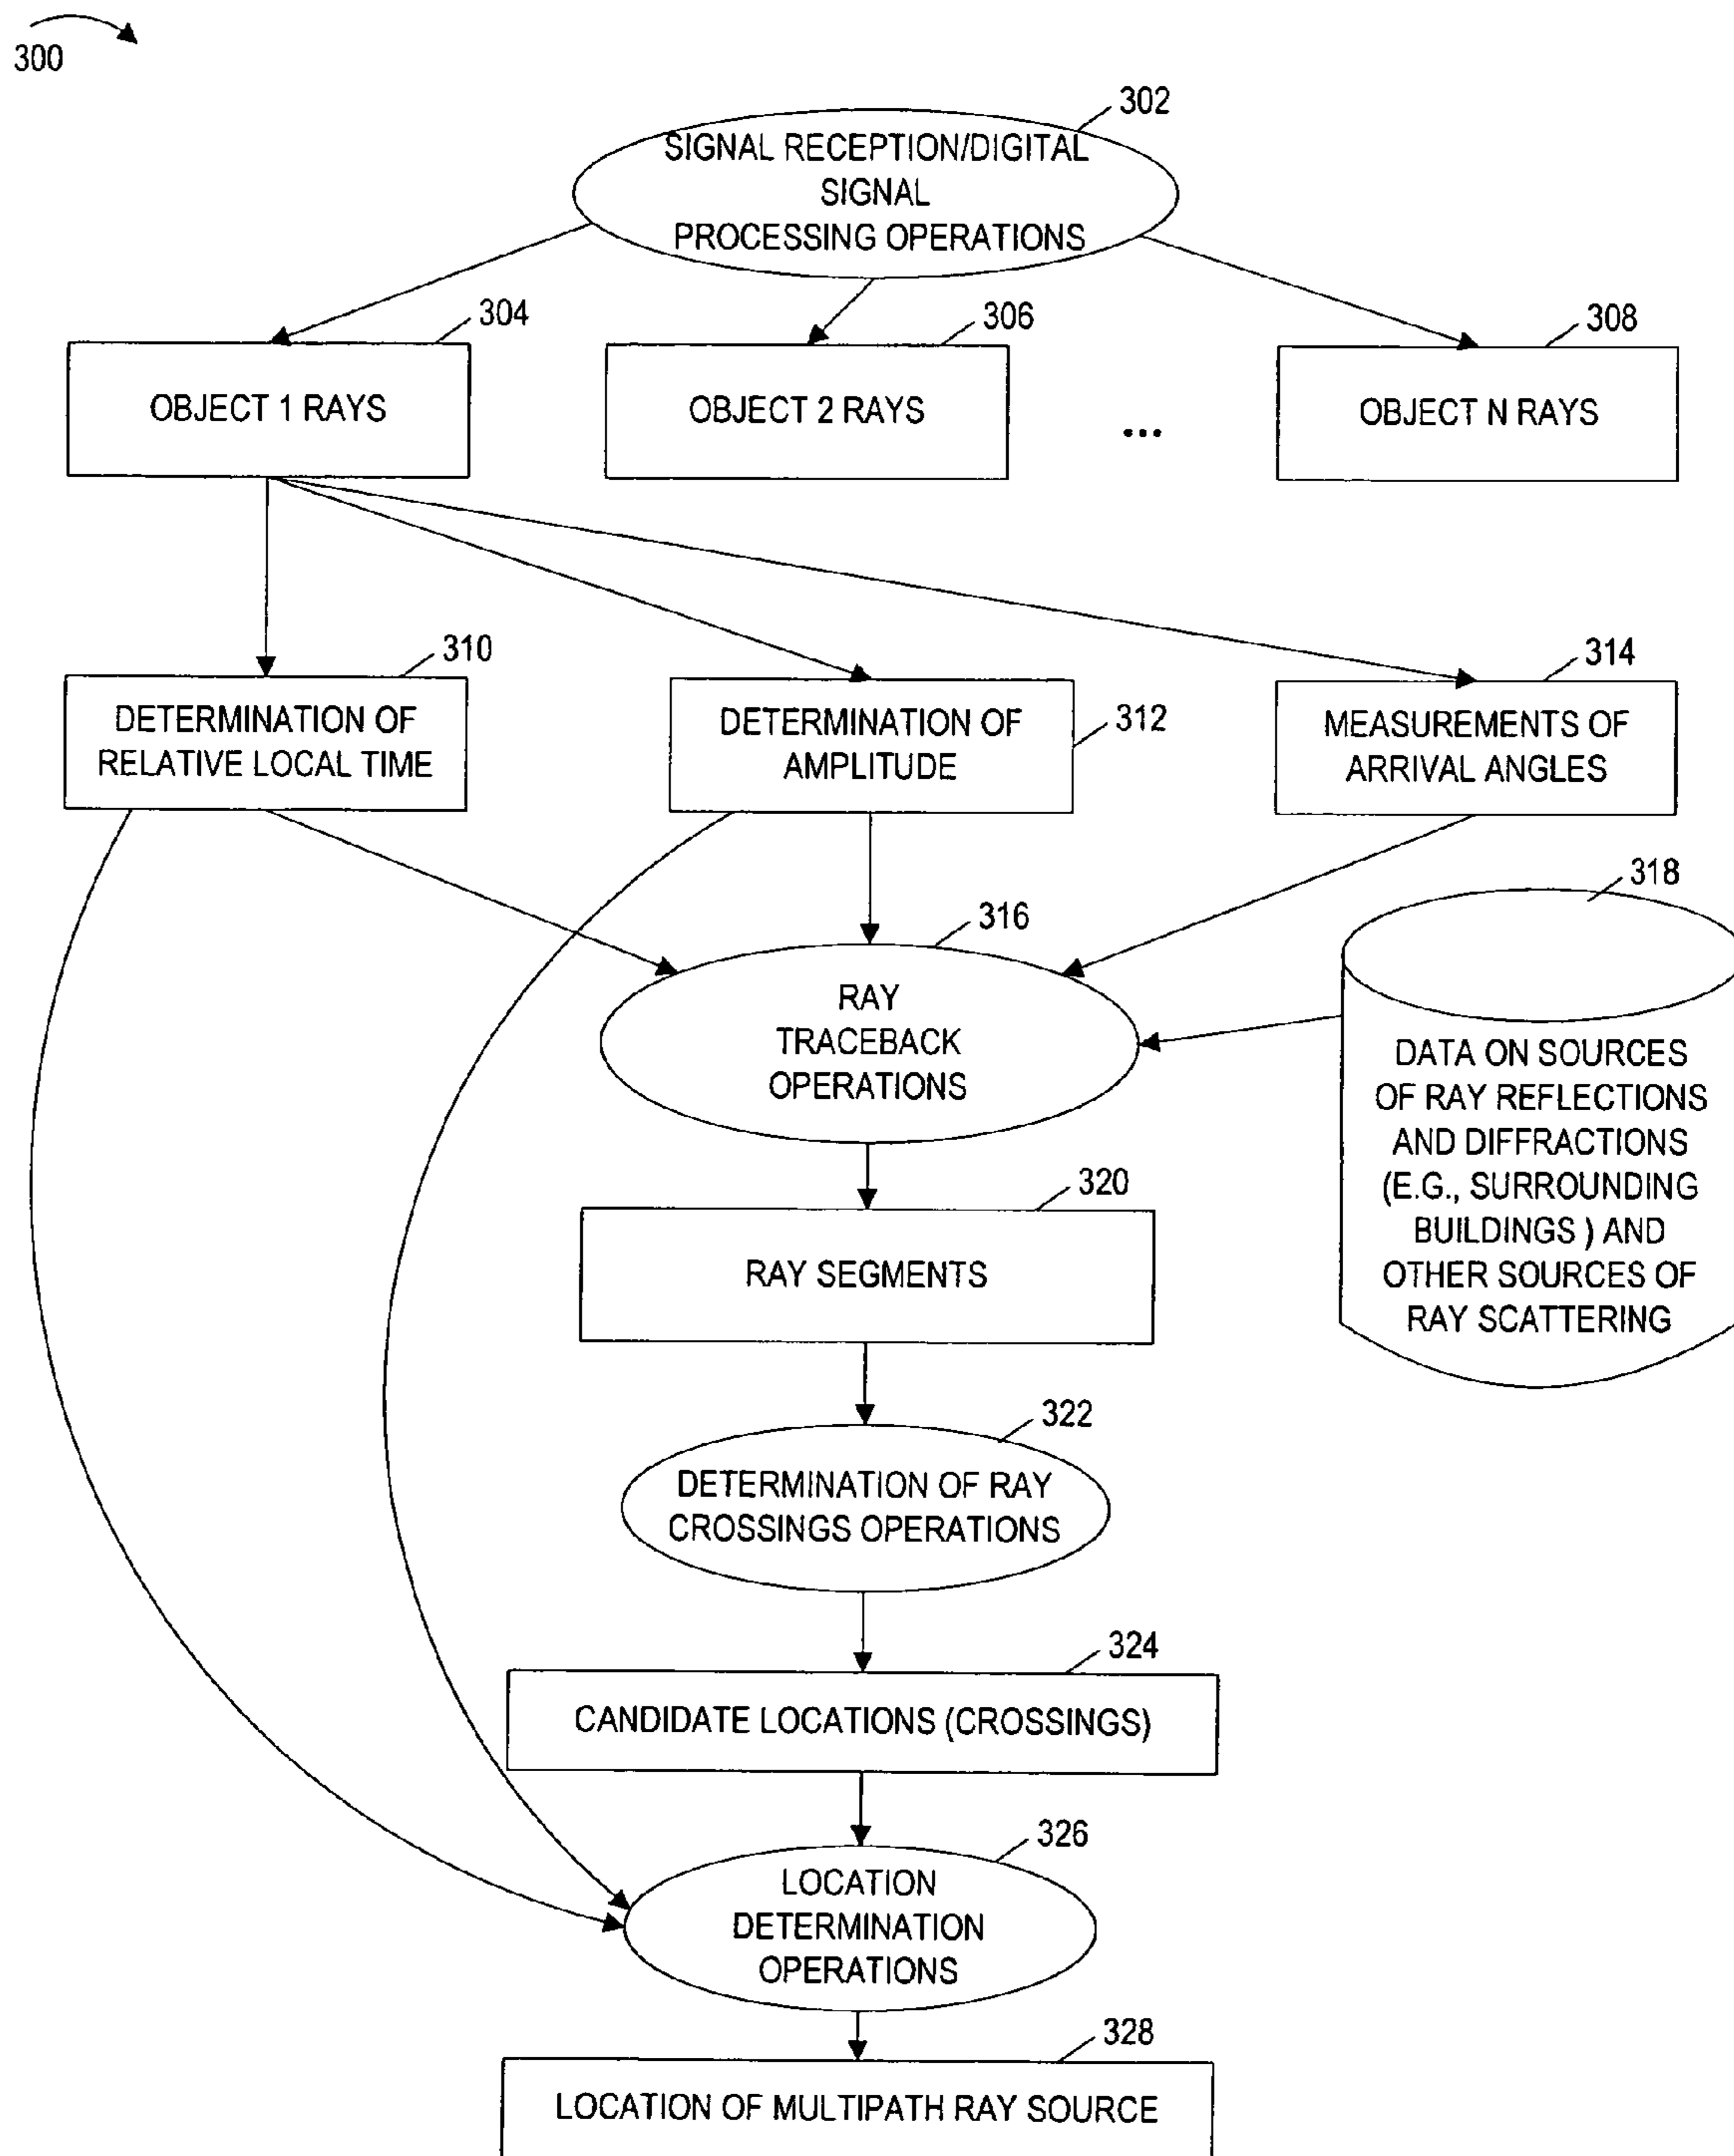 300
302
SIGNAL RECEPTION/DIGITAL
SIGNAL
PROCESSING OPERATIONS
304
306
308
OBJECT 1 RAYS
OBJECT 2 RAYS
...
OBJECT N RAYS
310
312
314
DETERMINATION OF
RELATIVE LOCAL TIME
DETERMINATION OF
AMPLITUDE
MEASUREMENTS OF
ARRIVAL ANGLES
316
318
RAY
TRACEBACK
OPERATIONS
DATA ON SOURCES
OF RAY REFLECTIONS
AND DIFFRACTIONS
(E.G., SURROUNDING
BUILDINGS ) AND
OTHER SOURCES OF
RAY SCATTERING
320
RAY SEGMENTS
322
DETERMINATION OF RAY
CROSSINGS OPERATIONS
324
CANDIDATE LOCATIONS (CROSSINGS)
326
LOCATION
DETERMINATION
OPERATIONS
328
LOCATION OF MULTIPATH RAY SOURCE